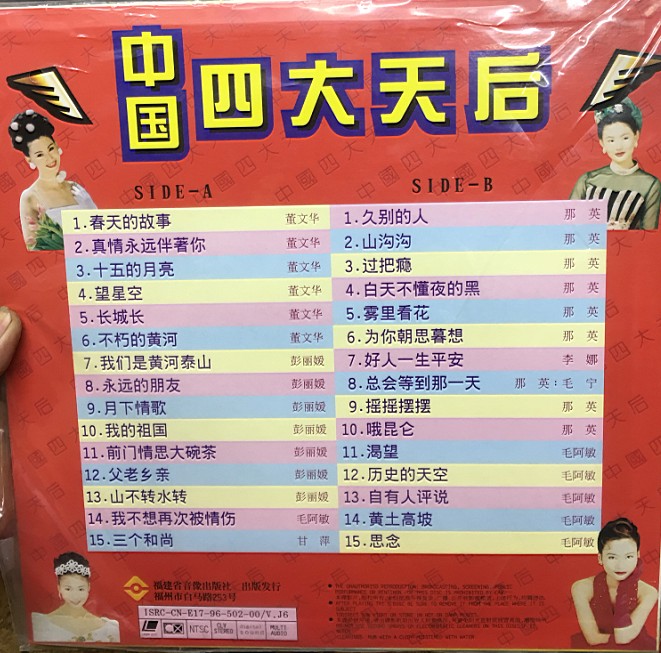 中国四大天后
SIDE-A
1.春天的故事 董文华
2.真情永远伴著你 董文华
3.十五的月亮 董文华
4.望星空 董文华
5.长城长 董文华
6.不朽的黄河 董文华
7.我们是黄河泰山 彭丽媛
8.永远的朋友 彭丽媛
9.月下情歌 彭丽媛
10.我的祖国 彭丽媛
11.前门情思大碗茶 彭丽媛
12.父老乡亲 彭丽媛
13.山不转水转 彭丽媛
14.我不想再次被情伤 毛阿敏
15.三个和尚 甘 萍
SIDE-B
1.久别的人 那 英
2.山沟沟 那 英
3.过把瘾 那 英
4.白天不懂夜的黑 那 英
5.雾里看花 那 英
6.为你朝思暮想 那 英
7.好人一生平安 李 娜
8.总会等到那一天 那 英:毛 宁
9.摇摇摆摆 那 英
10.哦昆仑 那 英
11.渴望 毛阿敏
12.历史的天空 毛阿敏
13.自有人评说 毛阿敏
14.黄土高坡 毛阿敏
15.思念 毛阿敏
福建省音像出版社 出版发行
福州市白马路253号
ISRC-CN-E17-96-502-00/V.J6
NTSC
CLV STEREO
MULTI AUDIO